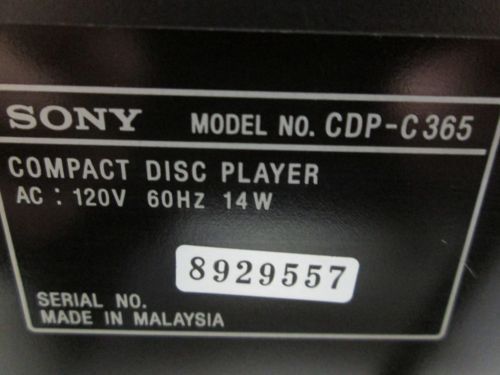 SONY MODEL NO. CDP-C365
COMPACT DISC PLAYER
AC : 120V 60HZ 14W
8929557
SERIAL NO.
MADE IN MALAYSIA